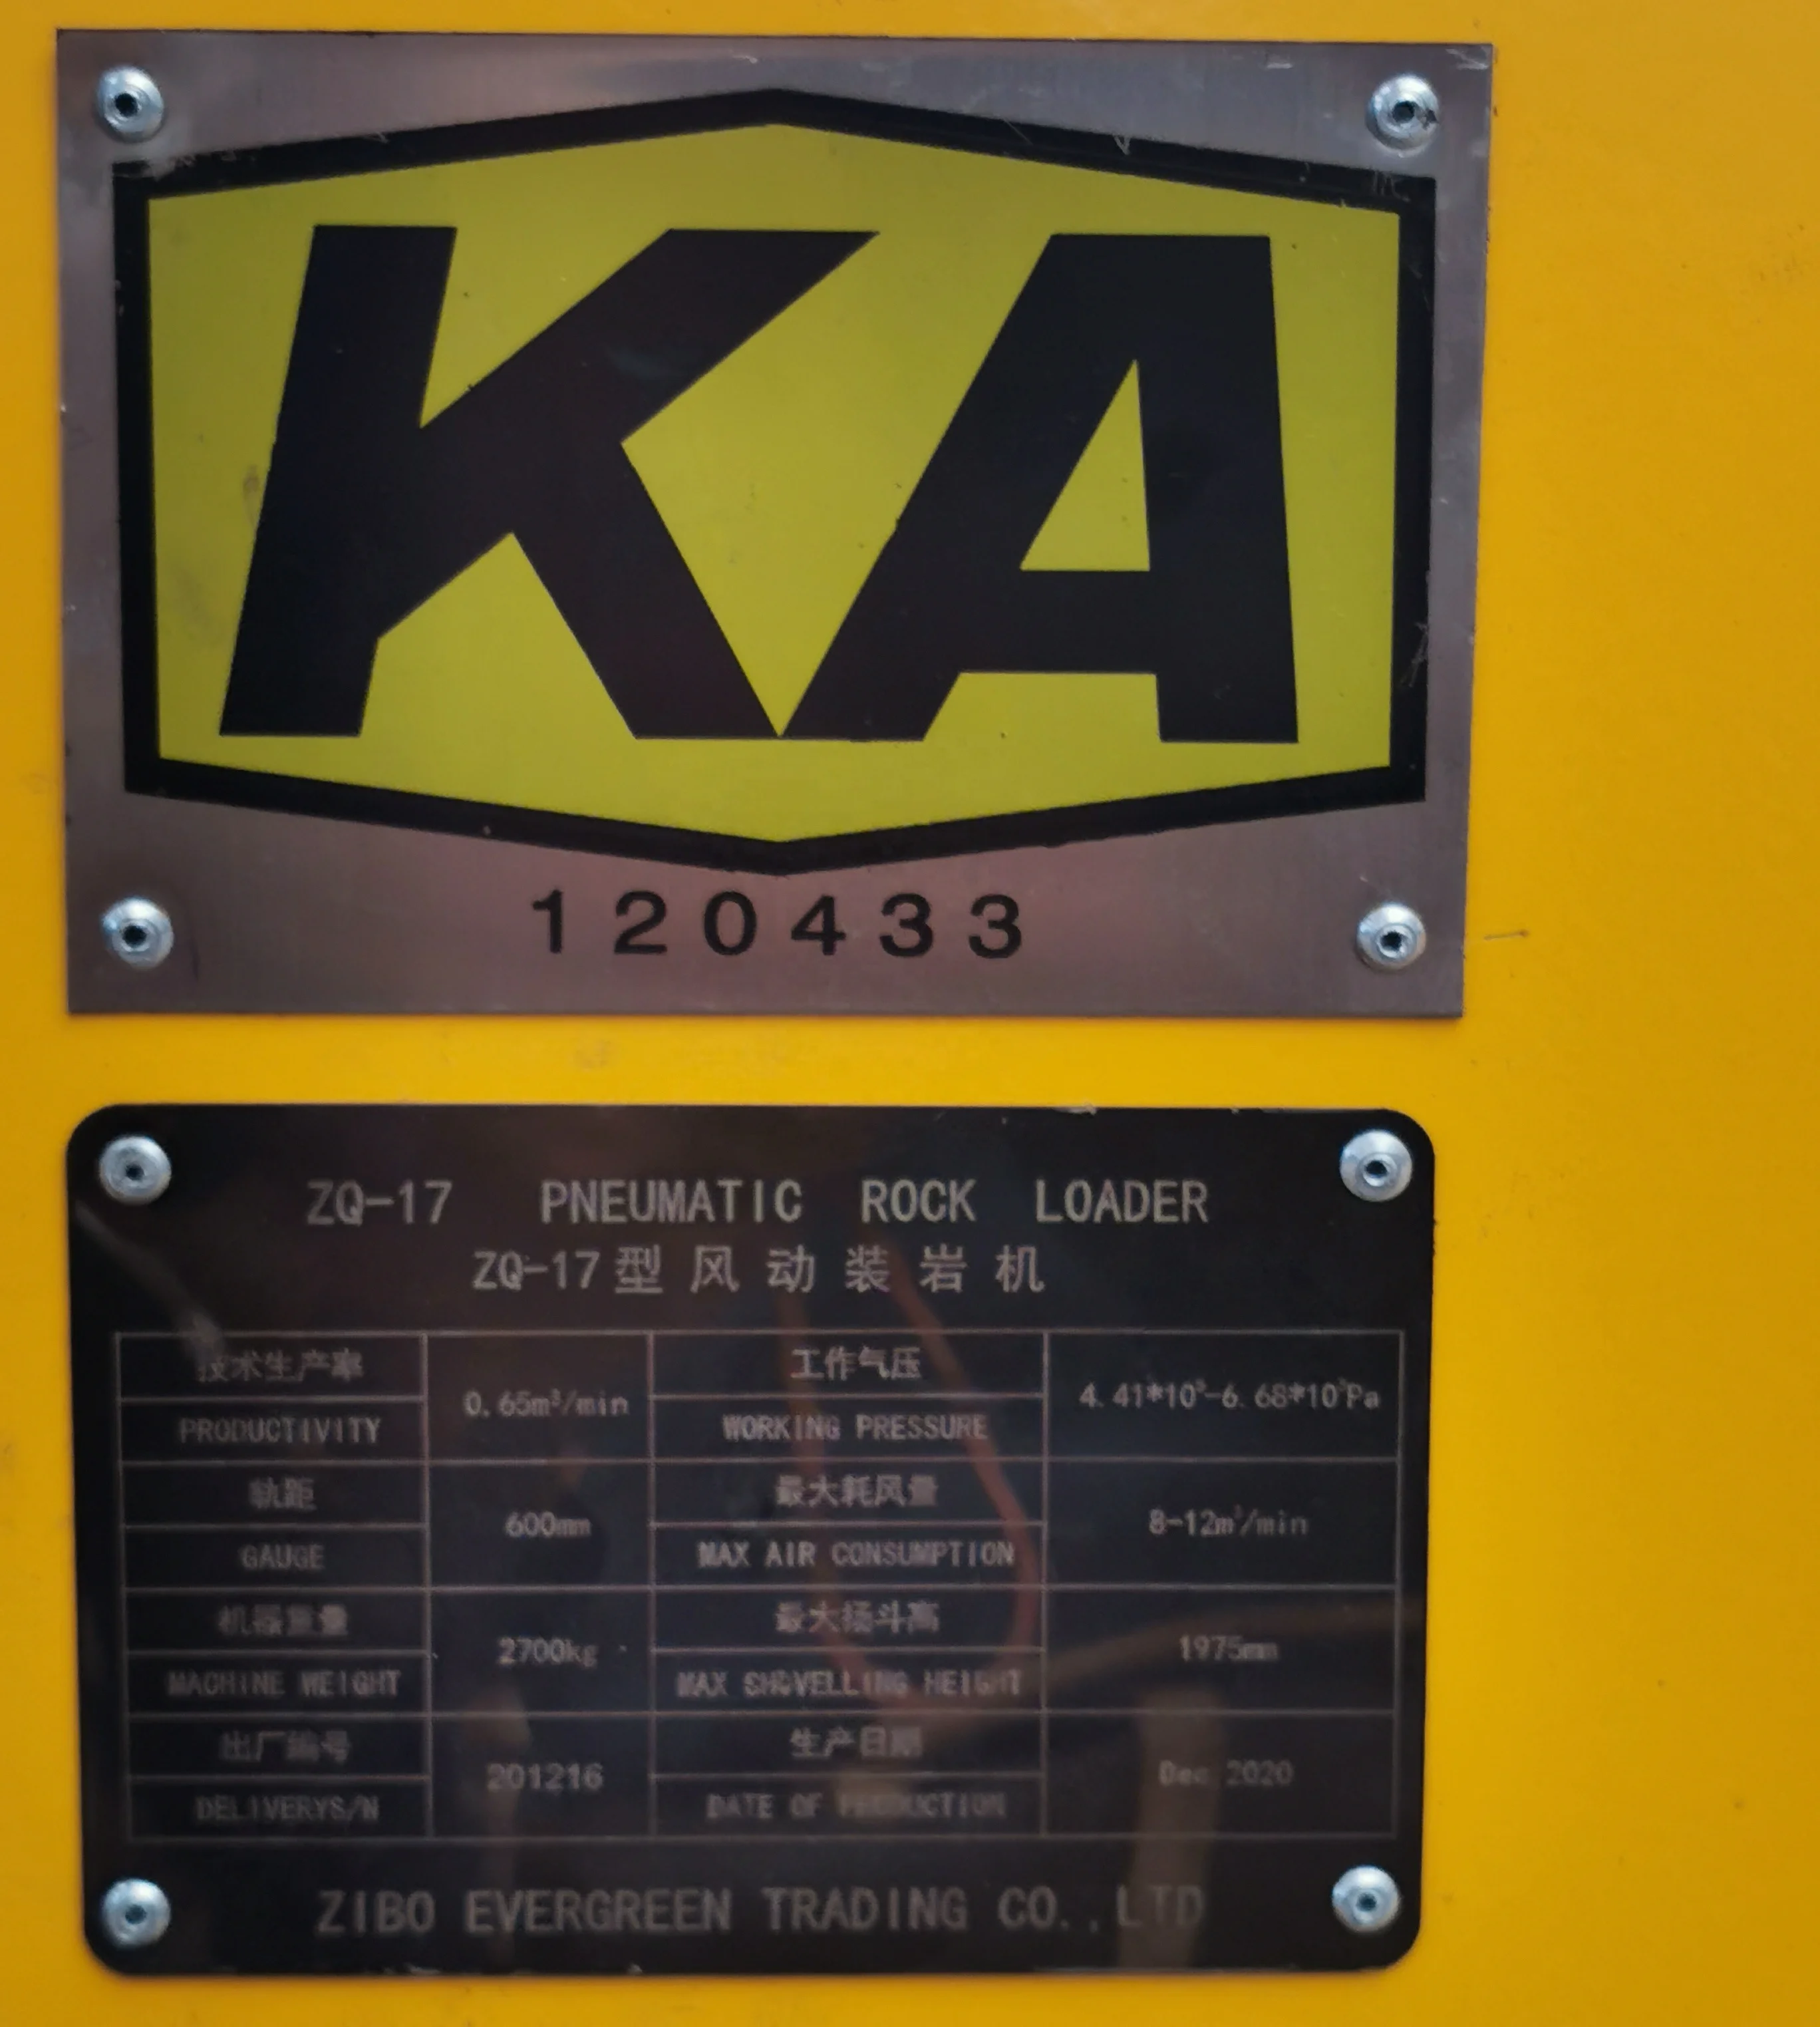 KA
120433
ZQ-17 PNEUMATIC ROCK LOADER
ZQ-17型风动装岩机
技术生产率
PRODUCTIVITY
0.65m³/min
工作气压
WORKING PRESSURE
4.41*10⁵-6.68*10⁵Pa
轨距
GAUGE
600mm
最大耗风量
MAX AIR CONSUMPTION
8-12m³/min
机器重量
MACHINE WEIGHT
2700kg
最大扬斗高
MAX SHOVELLING HEIGHT
1975mm
出厂编号
DELIVERYS/N
201216
生产日期
DATE OF PRODUCTION
Dec 2020
ZIBO EVERGREEN TRADING CO.,LTD